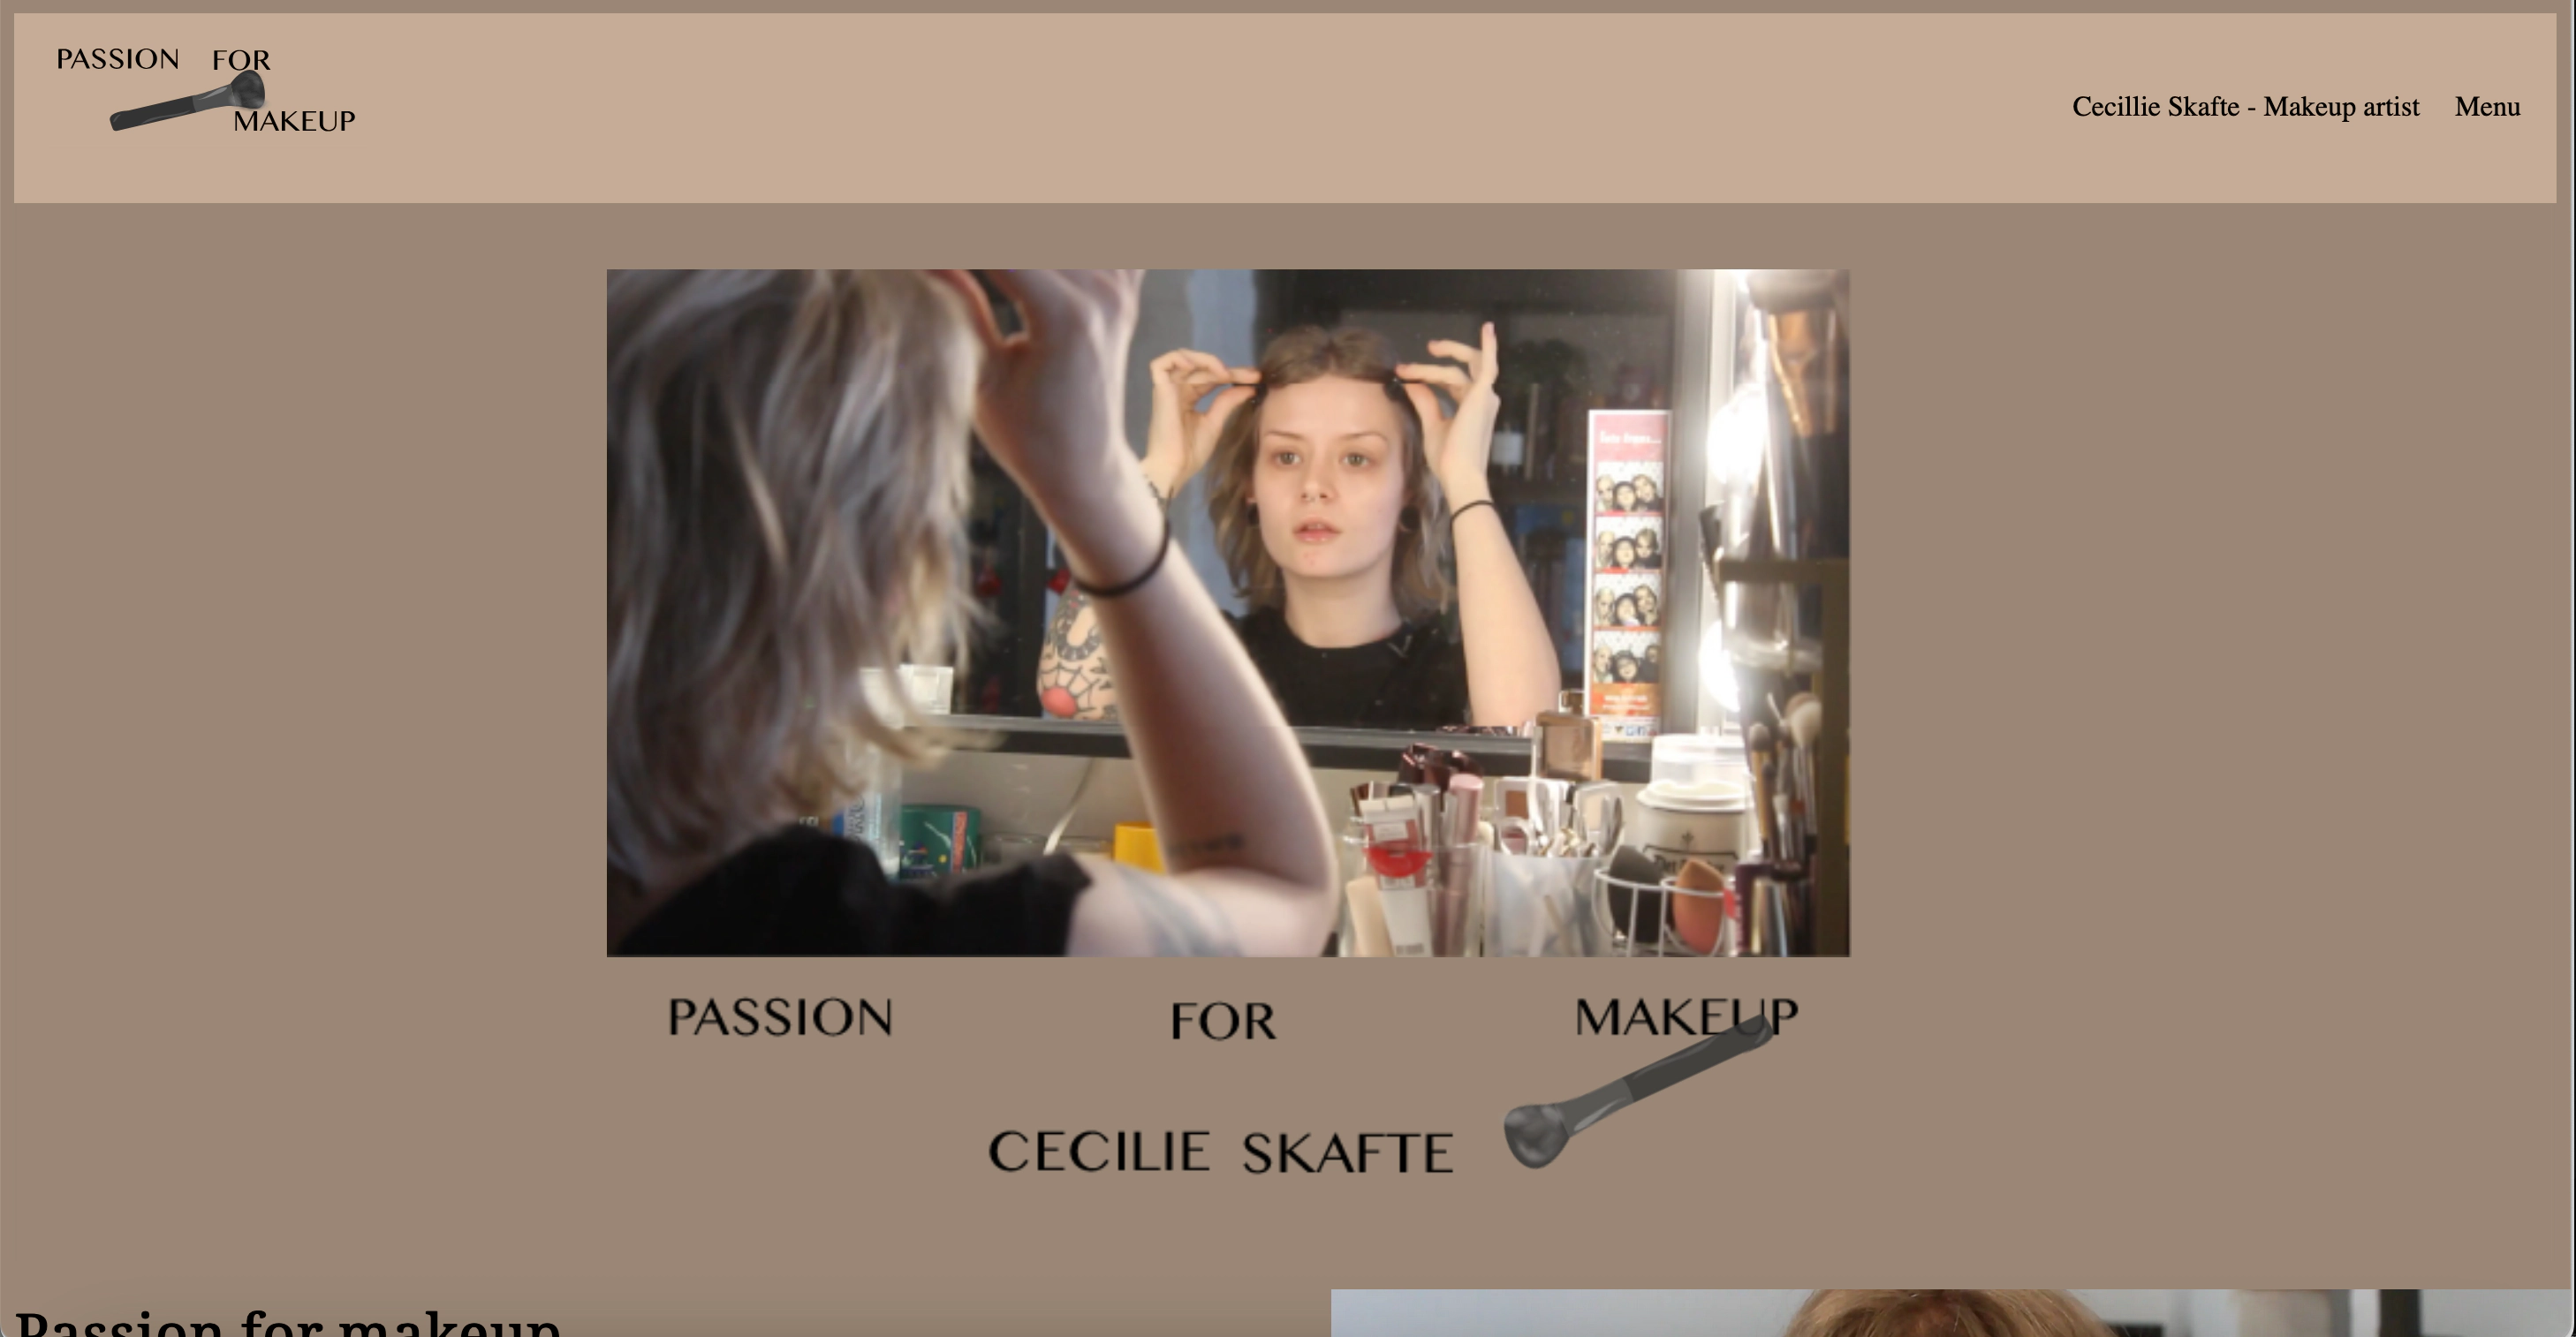 PASSION FOR
MAKEUP
Cecillie Skafte - Makeup artist Menu
PASSION FOR MAKEUP
CECILIE SKAFTE
Passion for makeup